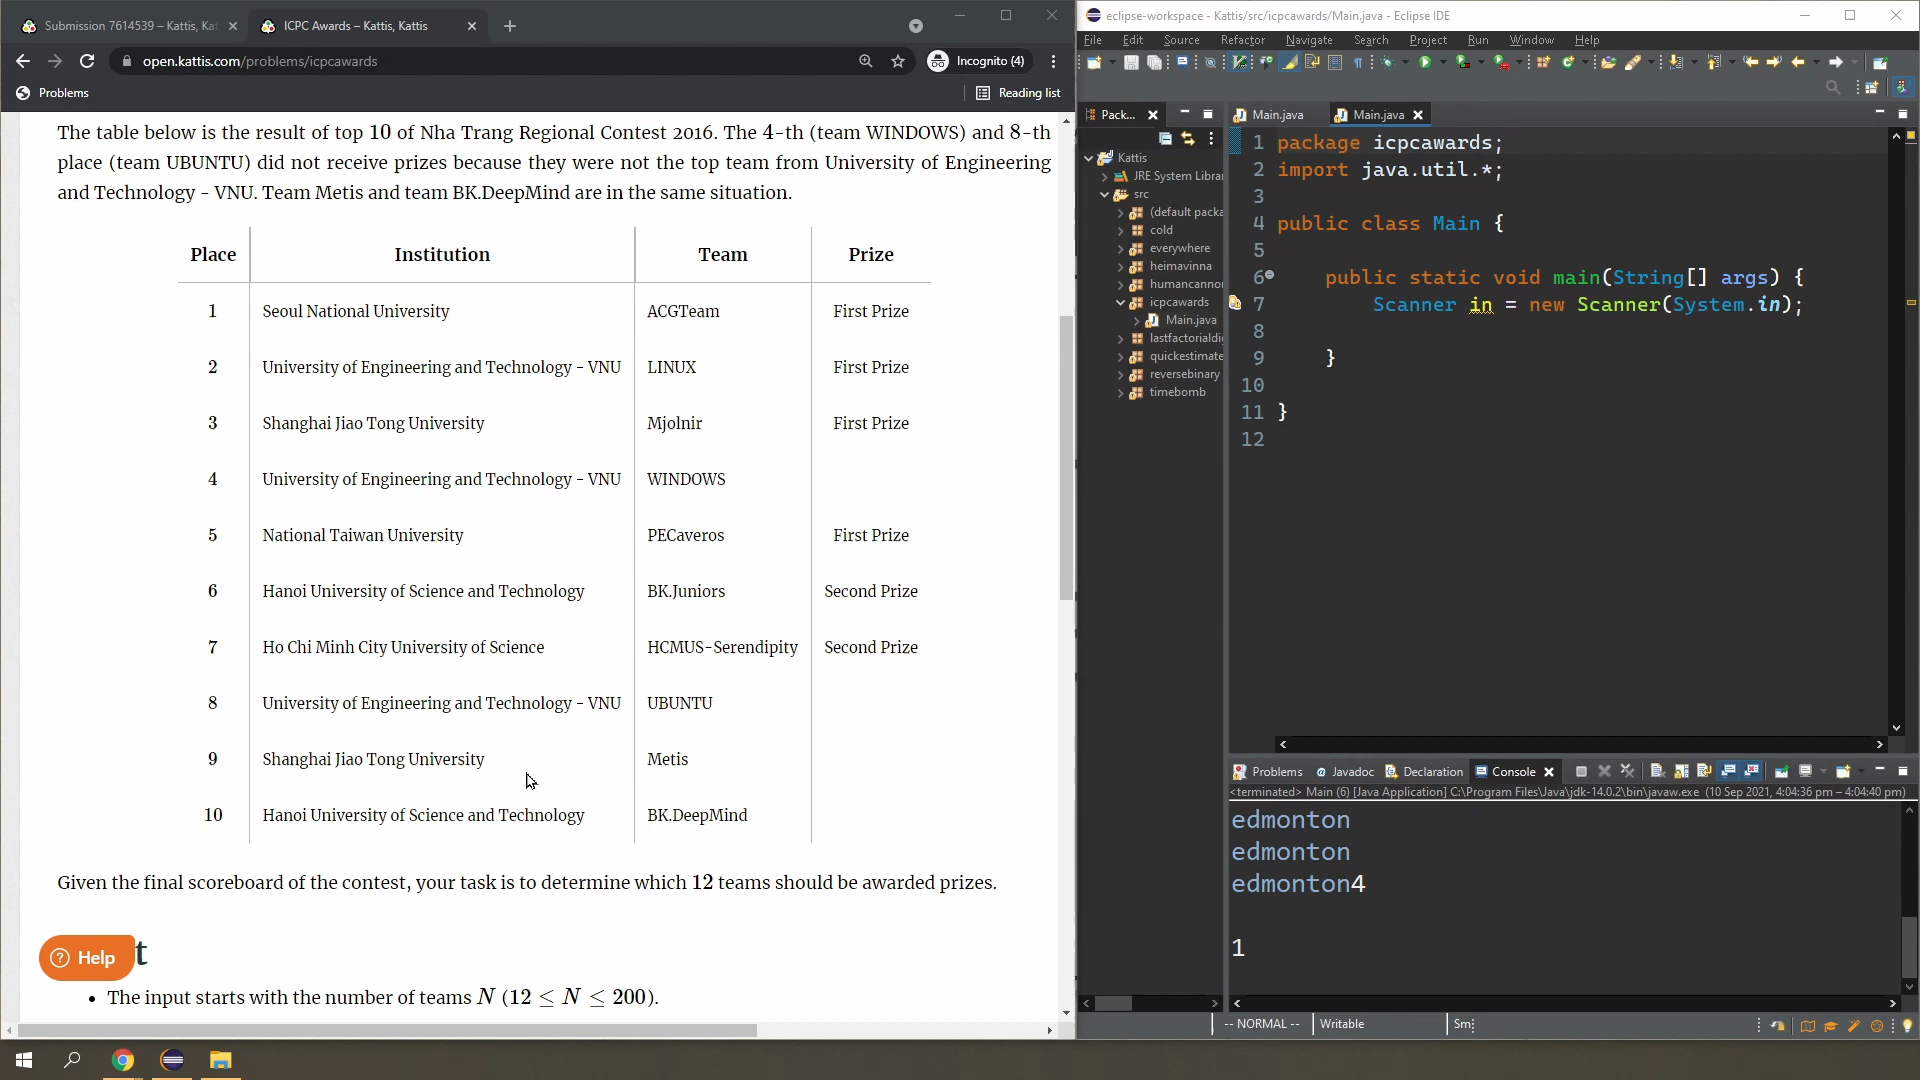 Submission 7614539 – Kattis, Ka
ICPC Awards – Kattis, Kattis
open.kattis.com/problems/icpcawards
Incognito (4)
Problems
Reading list
The table below is the result of top 10 of Nha Trang Regional Contest 2016. The 4-th (team WINDOWS) and 8-th
place (team UBUNTU) did not receive prizes because they were not the top team from University of Engineering
and Technology - VNU. Team Metis and team BK.DeepMind are in the same situation.
Place Institution Team Prize
1 Seoul National University ACGTeam First Prize
2 University of Engineering and Technology - VNU LINUX First Prize
3 Shanghai Jiao Tong University Mjolnir First Prize
4 University of Engineering and Technology - VNU WINDOWS
5 National Taiwan University PECaveros First Prize
6 Hanoi University of Science and Technology BK.Juniors Second Prize
7 Ho Chi Minh City University of Science HCMUS-Serendipity Second Prize
8 University of Engineering and Technology - VNU UBUNTU
9 Shanghai Jiao Tong University Metis
10 Hanoi University of Science and Technology BK.DeepMind
Given the final scoreboard of the contest, your task is to determine which 12 teams should be awarded prizes.
Help
t
• The input starts with the number of teams N (12 ≤ N ≤ 200).
eclipse-workspace - Kattis/src/icpcawards/Main.java - Eclipse IDE
File Edit Source Refactor Navigate Search Project Run Window Help
Pack...
Kattis
JRE System Libra
src
(default packa
cold
everywhere
heimavinna
humancanno
icpcawards
Main.java
lastfactorialdi
quickestimate
reversebinary
timebomb
Main.java
Main.java
1 package icpcawards;
2 import java.util.*;
3
4 public class Main {
5
6 public static void main(String[] args) {
7 Scanner in = new Scanner(System.in);
8
9 }
10
11 }
12
Problems Javadoc Declaration Console
<terminated> Main (6) [Java Application] C:\Program Files\Java\jdk-14.0.2\bin\javaw.exe (10 Sep 2021, 4:04:36 pm – 4:04:40 pm)
edmonton
edmonton
edmonton4
1
-- NORMAL -- Writable Sm